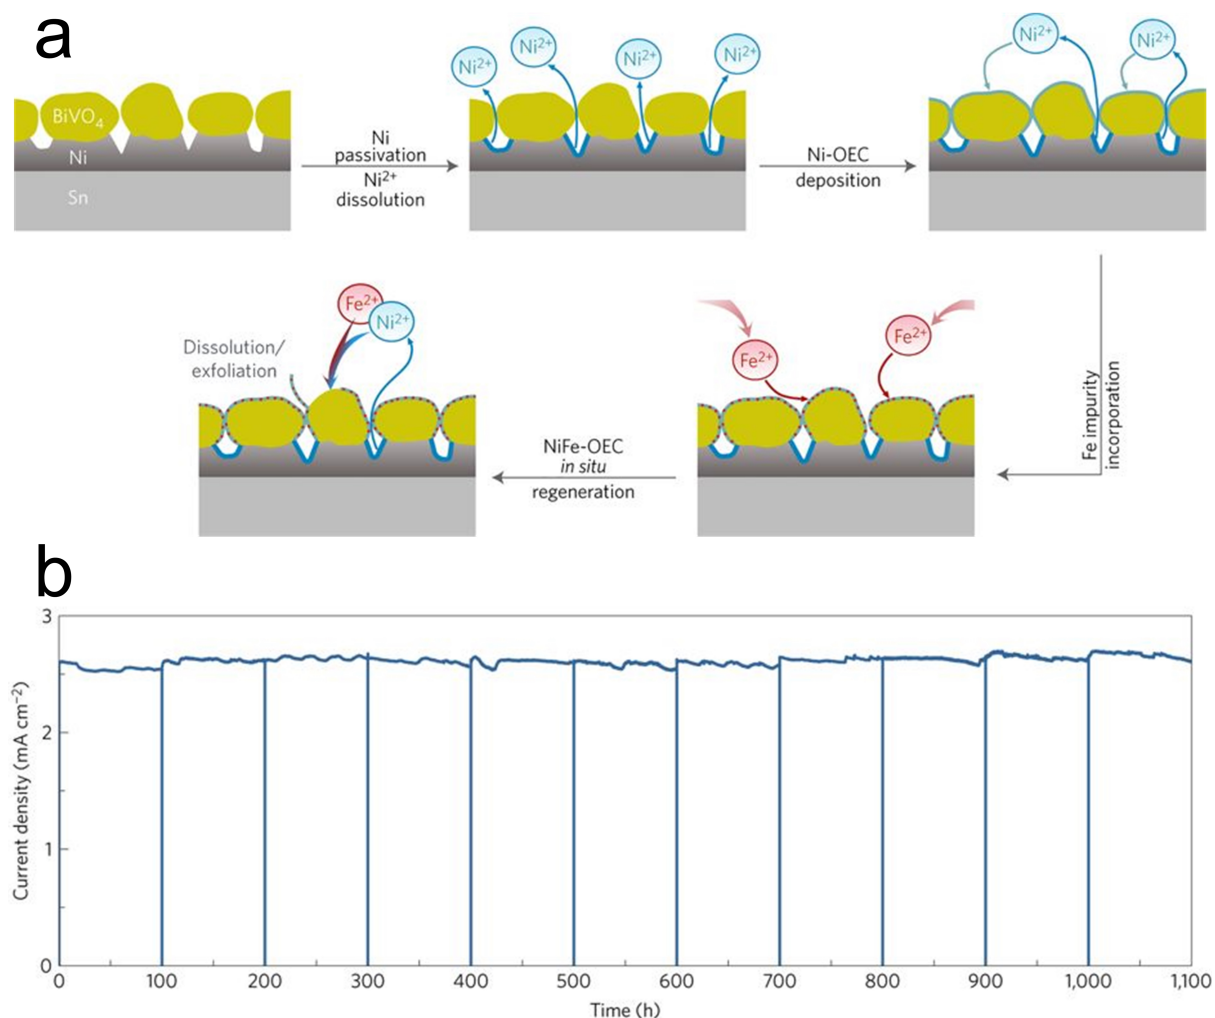 a
BiVO₄
Ni
Sn
Ni
passivation
Ni²⁺
dissolution
Ni²⁺
Ni²⁺
Ni²⁺
Ni²⁺
Ni-OEC
deposition
Ni²⁺
Ni²⁺
Fe impurity
incorporation
Fe²⁺
Fe²⁺
NiFe-OEC
in situ
regeneration
Fe²⁺
Ni²⁺
Dissolution/
exfoliation
b
Current density (mA cm⁻²)
3
2
1
0
0 100 200 300 400 500 600 700 800 900 1,000 1,100
Time (h)